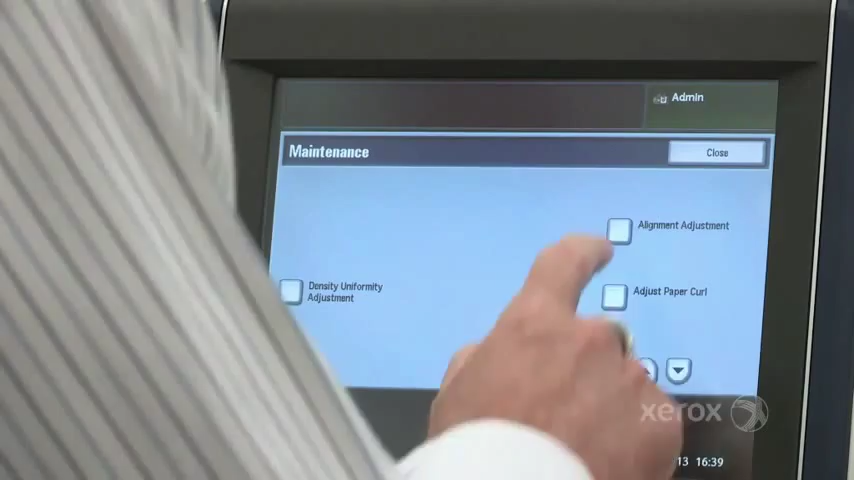 Admin
Maintenance
Close
Alignment Adjustment
Density Uniformity
Adjustment
Adjust Paper Curl
xerox
13 16:39